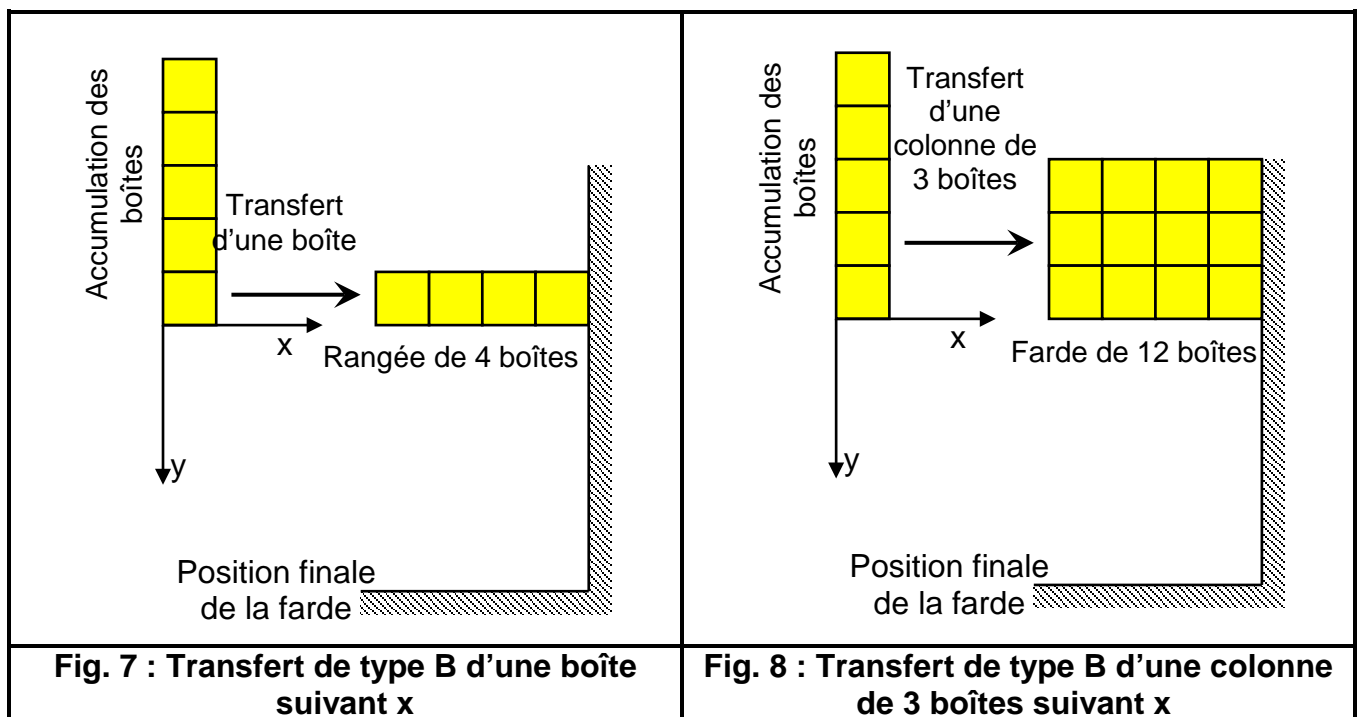 Accumulation des
boîtes
Transfert
d'une boîte
x
Rangée de 4 boîtes
y
Position finale
de la farde
Fig. 7 : Transfert de type B d'une boîte
suivant x
Accumulation des
boîtes
Transfert
d'une
colonne de
3 boîtes
x
Farde de 12 boîtes
y
Position finale
de la farde
Fig. 8 : Transfert de type B d'une colonne
de 3 boîtes suivant x